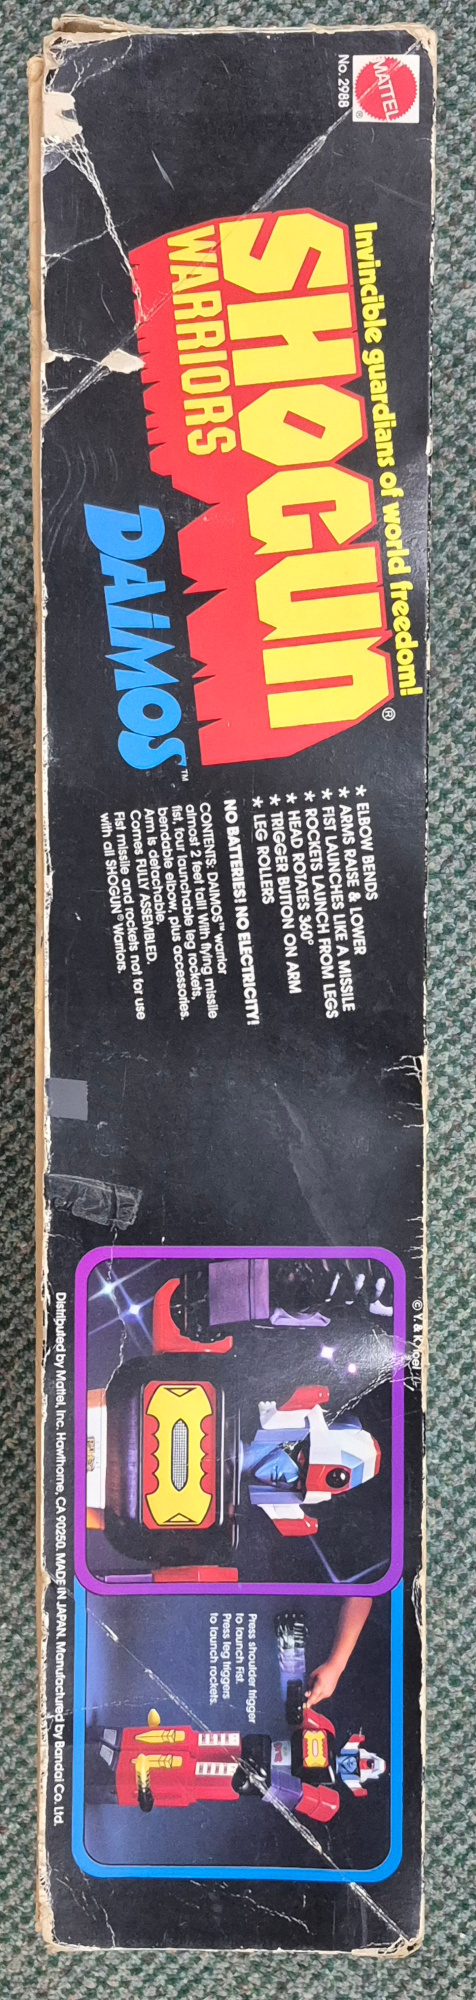 MATTEL
®
No. 2988
Invincible guardians of world freedom!
SHOGUN®
WARRIORS
DAIMOS™
★ ELBOW BENDS
★ ARMS RAISE & LOWER
★ FIST LAUNCHES LIKE A MISSILE
★ ROCKETS LAUNCH FROM LEGS
★ HEAD ROTATES 360°
★ TRIGGER BUTTON ON ARM
★ LEG ROLLERS
NO BATTERIES! NO ELECTRICITY!
CONTENTS: DAIMOS™ warrior
almost 2 feet tall! With flying missile
fist, four launchable leg rockets,
bendable elbow, plus accessories.
Arm is detachable.
Comes FULLY ASSEMBLED.
Fist missile and rockets not for use
with all SHOGUN® Warriors.
© Y. & K./Toei
Press shoulder trigger
to launch Fist.
Press leg triggers
to launch rockets.
Distributed by Mattel, Inc. Hawthorne, CA 90250. MADE IN JAPAN. Manufactured by Bandai Co. Ltd.